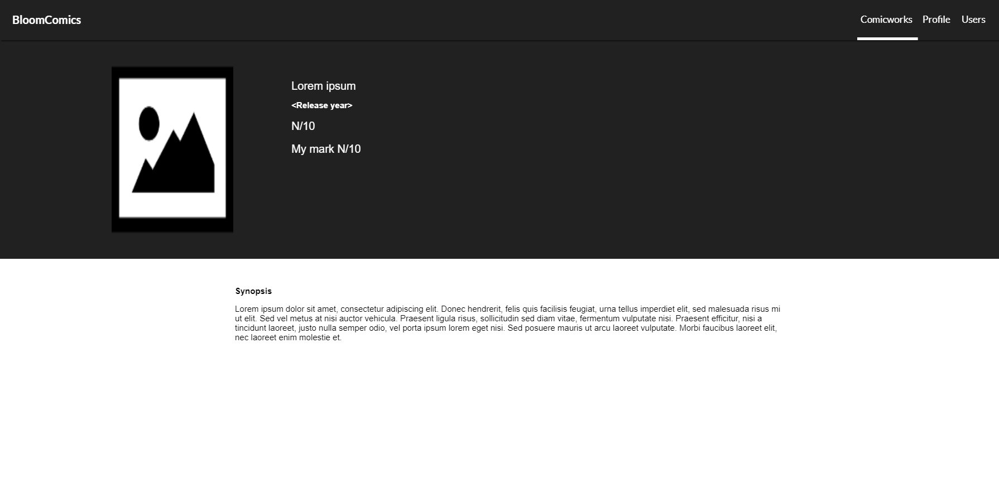 BloomComics
Comicworks Profile Users
Lorem ipsum
<Release year>
N/10
My mark N/10
Synopsis
Lorem ipsum dolor sit amet, consectetur adipiscing elit. Donec hendrerit, felis quis facilisis feugiat, urna tellus imperdiet elit, sed malesuada risus mi
ut elit. Sed vel metus at nisi auctor vehicula. Praesent ligula risus, sollicitudin sed diam vitae, fermentum vulputate nisi. Praesent efficitur, nisi a
tincidunt laoreet, justo nulla semper odio, vel porta ipsum lorem eget nisi. Sed posuere mauris ut arcu laoreet vulputate. Morbi faucibus laoreet elit,
nec laoreet enim molestie et.